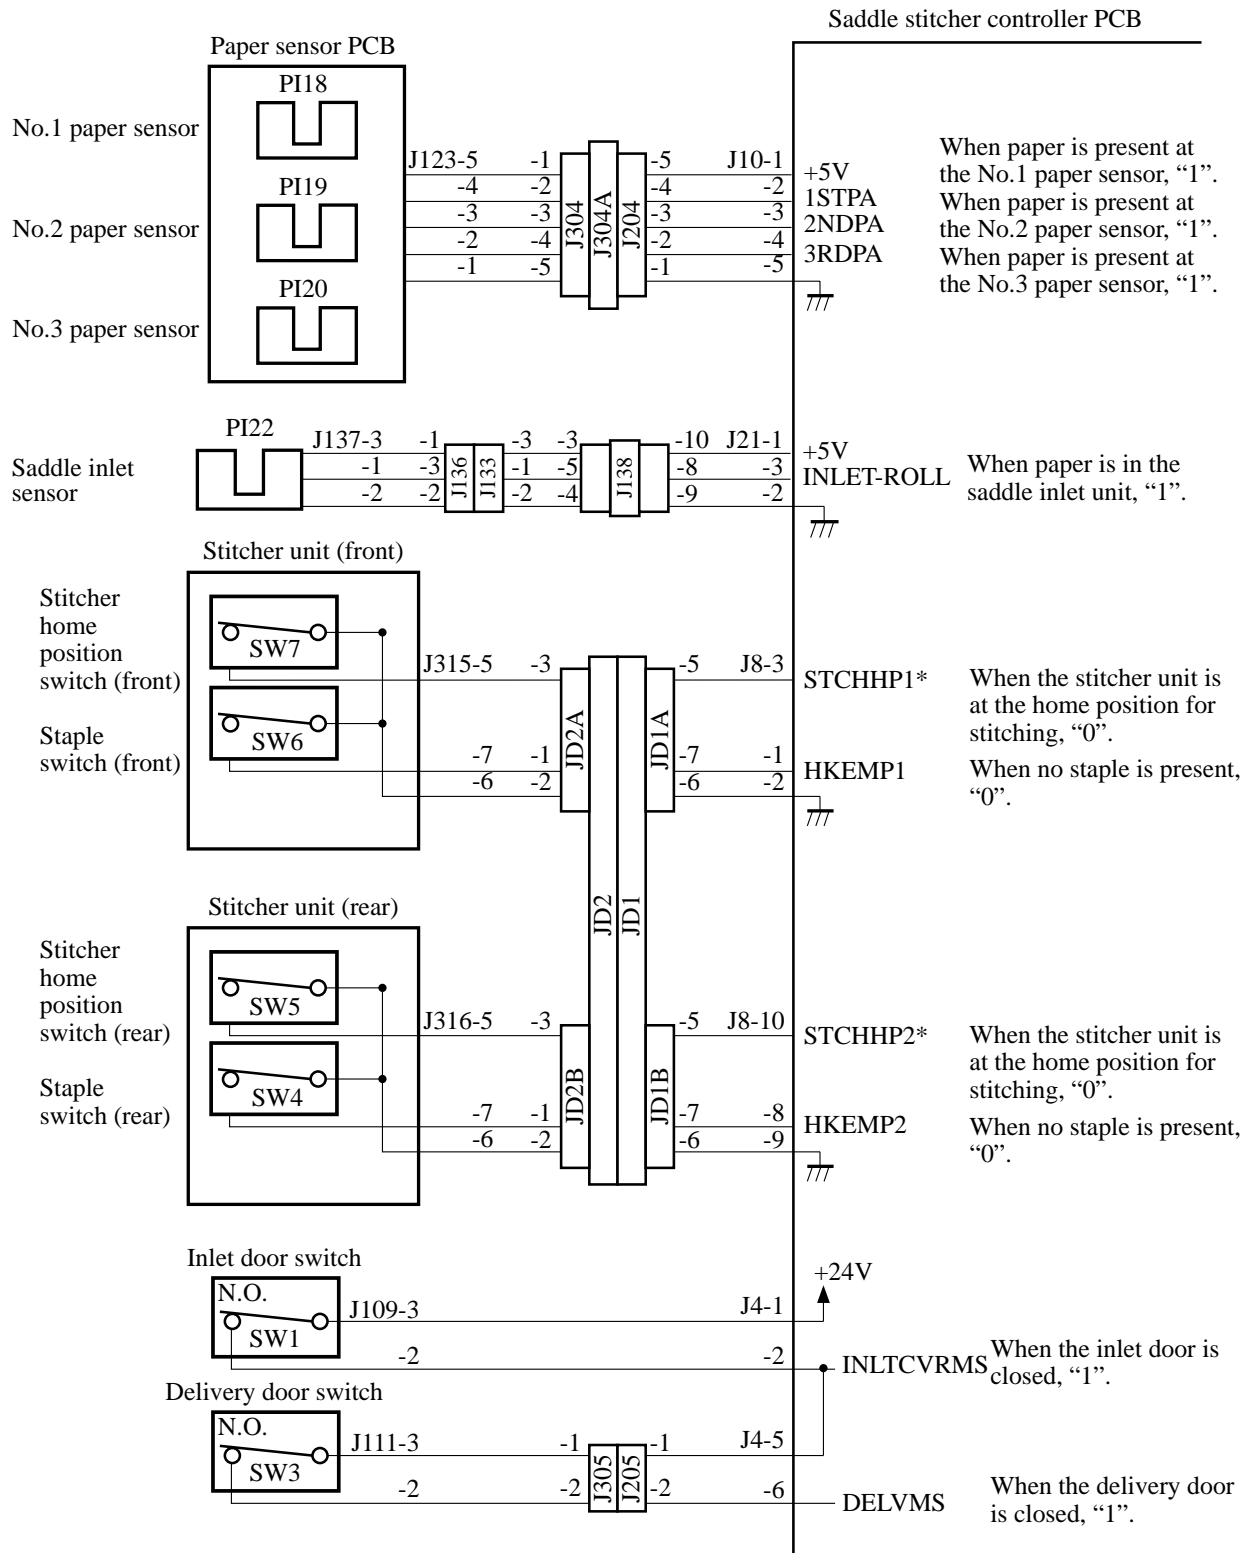 Saddle stitcher controller PCB
Paper sensor PCB
PI18
No.1 paper sensor
PI19
No.2 paper sensor
PI20
No.3 paper sensor
J123-5 -1 -5 J10-1
-4 -2 -4 -2
-3 -3 -3 -3
-2 -4 -2 -4
-1 -5 -1 -5
J304
J304A
J204
+5V
1STPA
2NDPA
3RDPA
When paper is present at
the No.1 paper sensor, “1”.
When paper is present at
the No.2 paper sensor, “1”.
When paper is present at
the No.3 paper sensor, “1”.
PI22
Saddle inlet
sensor
J137-3 -1 -3 -3 -10 J21-1
-1 -3 -1 -5 -8 -3
-2 -2 -2 -4 -9 -2
J136
J133
J138
+5V
INLET-ROLL
When paper is in the
saddle inlet unit, “1”.
Stitcher unit (front)
Stitcher
home
position
switch (front)
SW7
Staple
switch (front)
SW6
J315-5 -3 -5 J8-3
-7 -1 -7 -1
-6 -2 -6 -2
JD2A
JD1A
STCHHP1*
When the stitcher unit is
at the home position for
stitching, “0”.
HKEMP1
When no staple is present,
“0”.
JD2
JD1
Stitcher unit (rear)
Stitcher
home
position
switch (rear)
SW5
Staple
switch (rear)
SW4
J316-5 -3 -5 J8-10
-7 -1 -7 -8
-6 -2 -6 -9
JD2B
JD1B
STCHHP2*
When the stitcher unit is
at the home position for
stitching, “0”.
HKEMP2
When no staple is present,
“0”.
Inlet door switch
N.O.
SW1
J109-3 J4-1
-2 -2
+24V
INLTCVRMS
When the inlet door is
closed, “1”.
Delivery door switch
N.O.
SW3
J111-3 -1 -1 J4-5
-2 -2 -2 -6
J305
J205
DELVMS
When the delivery door
is closed, “1”.